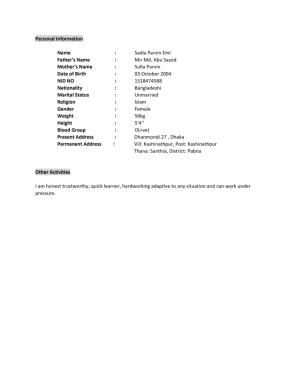 Personal Information
Name : Sadia Parvin Emi
Father's Name : Mir Md. Abu Sayed
Mother's Name : Sufia Parvin
Date of Birth : 03 October 2004
NID NO : 1518474588
Nationality : Bangladeshi
Marital Status : Unmarried
Religion : Islam
Gender : Female
Weight : 56kg
Height : 5'4"
Blood Group : O(+ve)
Present Address : Dhanmondi 27 , Dhaka
Permanent Address : Vill: Kashinathpur, Post: Kashinathpur
Thana: Santhia, District: Pabna
Other Activities
I am honest trustworthy, quick learner, hardworking adaptive to any situation and can work under
pressure.